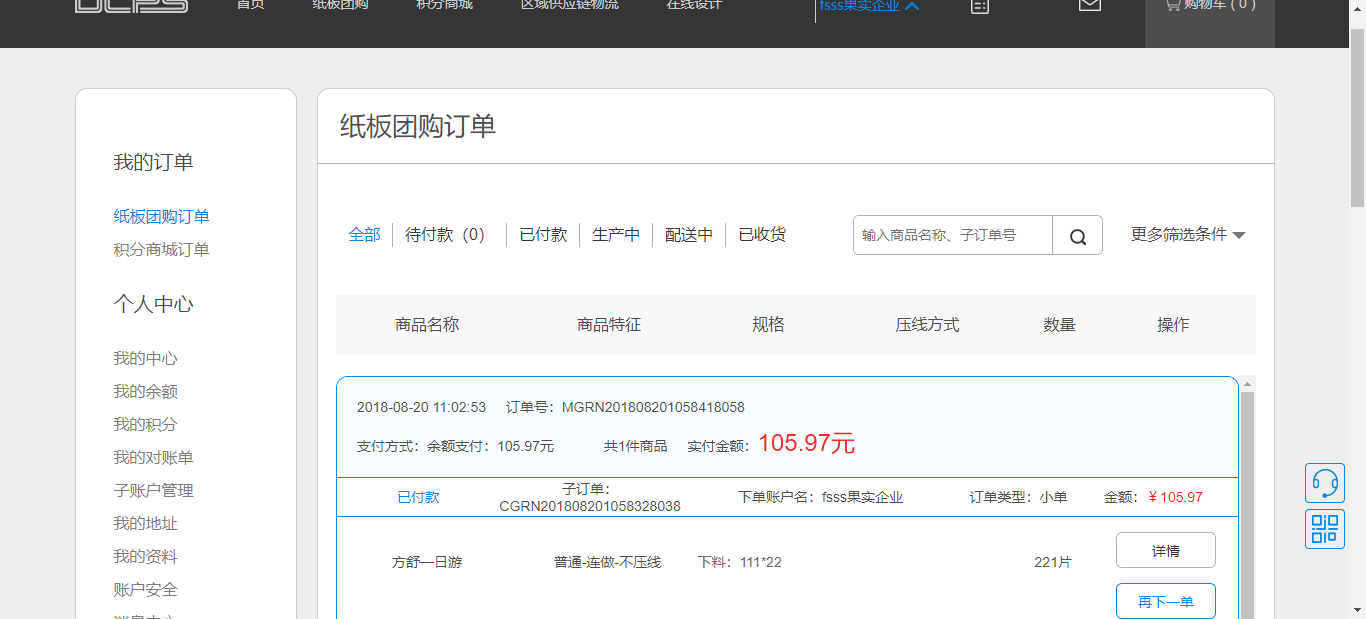 DCPS 首页 纸板团购 积分商城 区域供应链物流 在线设计 fsss果实企业 购物车 ( 0 )
我的订单
纸板团购订单
积分商城订单
个人中心
我的中心
我的余额
我的积分
我的对账单
子账户管理
我的地址
我的资料
账户安全
消息中心
纸板团购订单
全部 待付款（0） 已付款 生产中 配送中 已收货 输入商品名称、子订单号 更多筛选条件
商品名称 商品特征 规格 压线方式 数量 操作
2018-08-20 11:02:53 订单号：MGRN201808201058418058
支付方式：余额支付：105.97元 共1件商品 实付金额：105.97元
已付款 子订单：CGRN201808201058328038 下单账户名：fsss果实企业 订单类型：小单 金额：￥105.97
方舒一日游 普通-连做-不压线 下料：111*22 221片 详情
再下一单